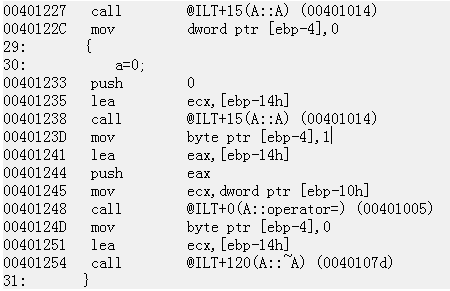 00401227 call @ILT+15(A::A) (00401014)
0040122C mov dword ptr [ebp-4],0
29: {
30: a=0;
00401233 push 0
00401235 lea ecx,[ebp-14h]
00401238 call @ILT+15(A::A) (00401014)
0040123D mov byte ptr [ebp-4],1
00401241 lea eax,[ebp-14h]
00401244 push eax
00401245 mov ecx,dword ptr [ebp-10h]
00401248 call @ILT+0(A::operator=) (00401005)
0040124D mov byte ptr [ebp-4],0
00401251 lea ecx,[ebp-14h]
00401254 call @ILT+120(A::~A) (0040107d)
31: }